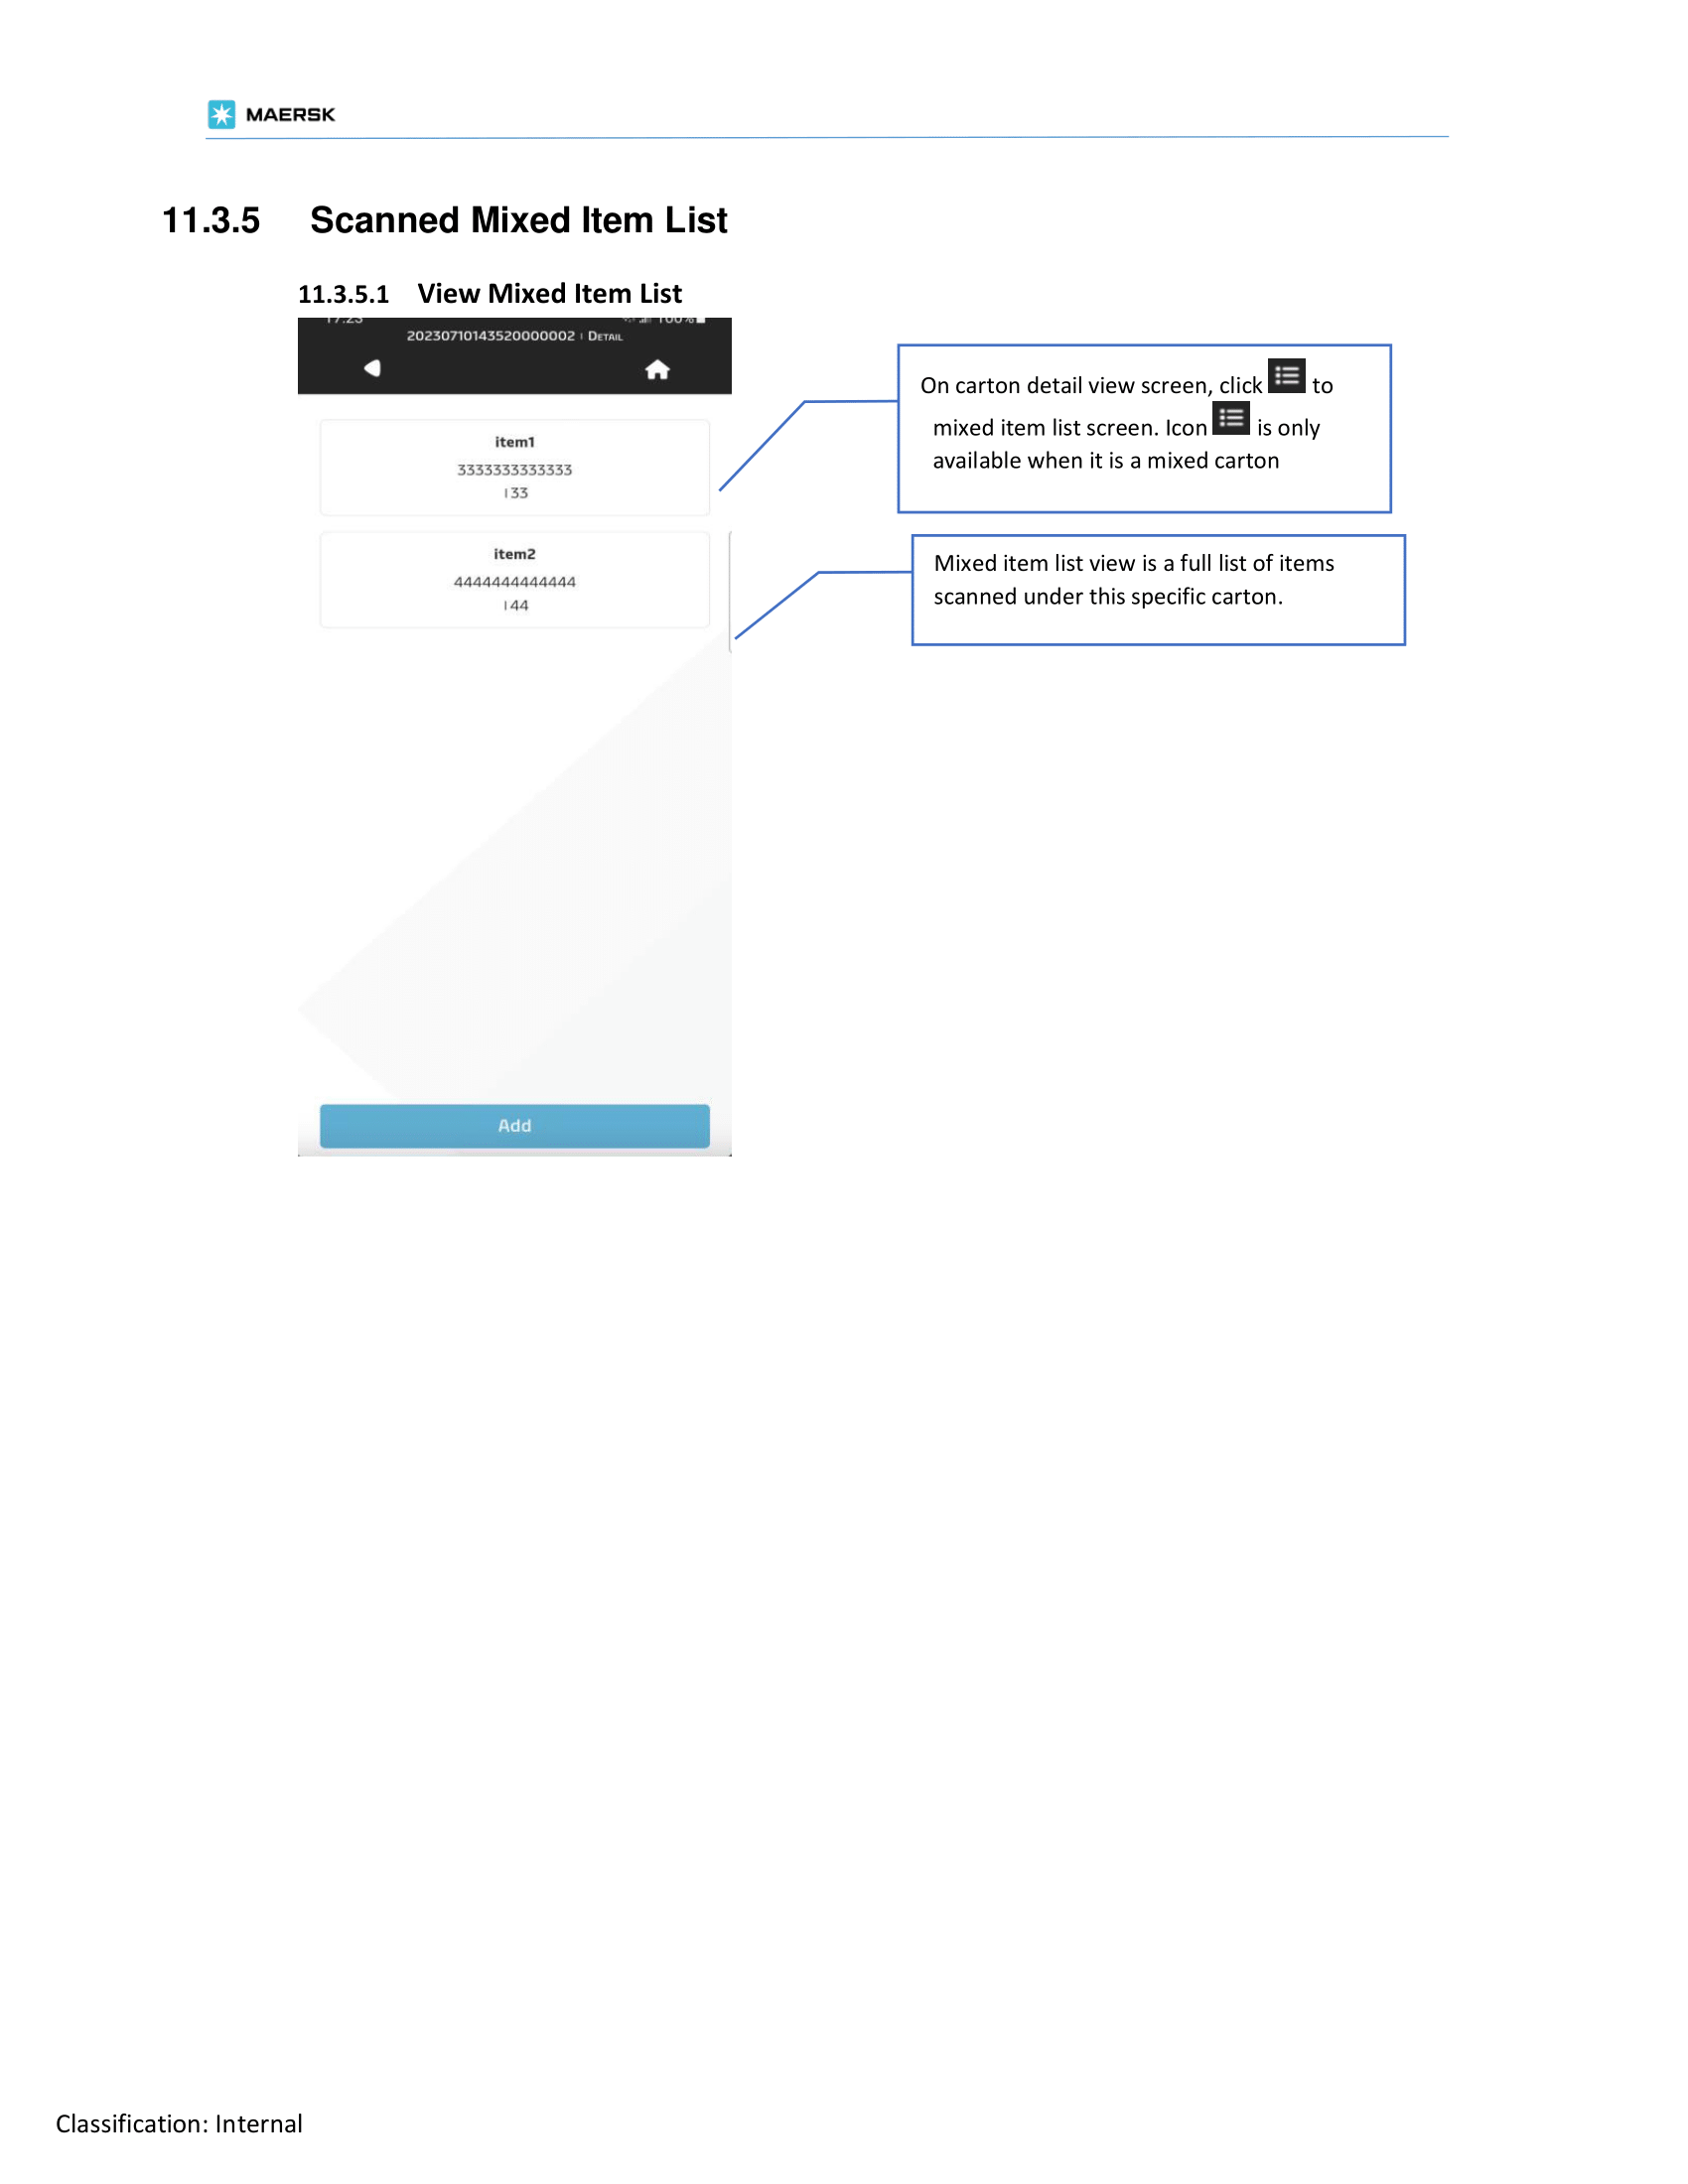 MAERSK
11.3.5 Scanned Mixed Item List
11.3.5.1 View Mixed Item List
17:23 100%
20230710143520000002 | DETAIL
item1
3333333333333
| 33
item2
4444444444444
| 44
Add
On carton detail view screen, click to
mixed item list screen. Icon is only
available when it is a mixed carton
Mixed item list view is a full list of items
scanned under this specific carton.
Classification: Internal